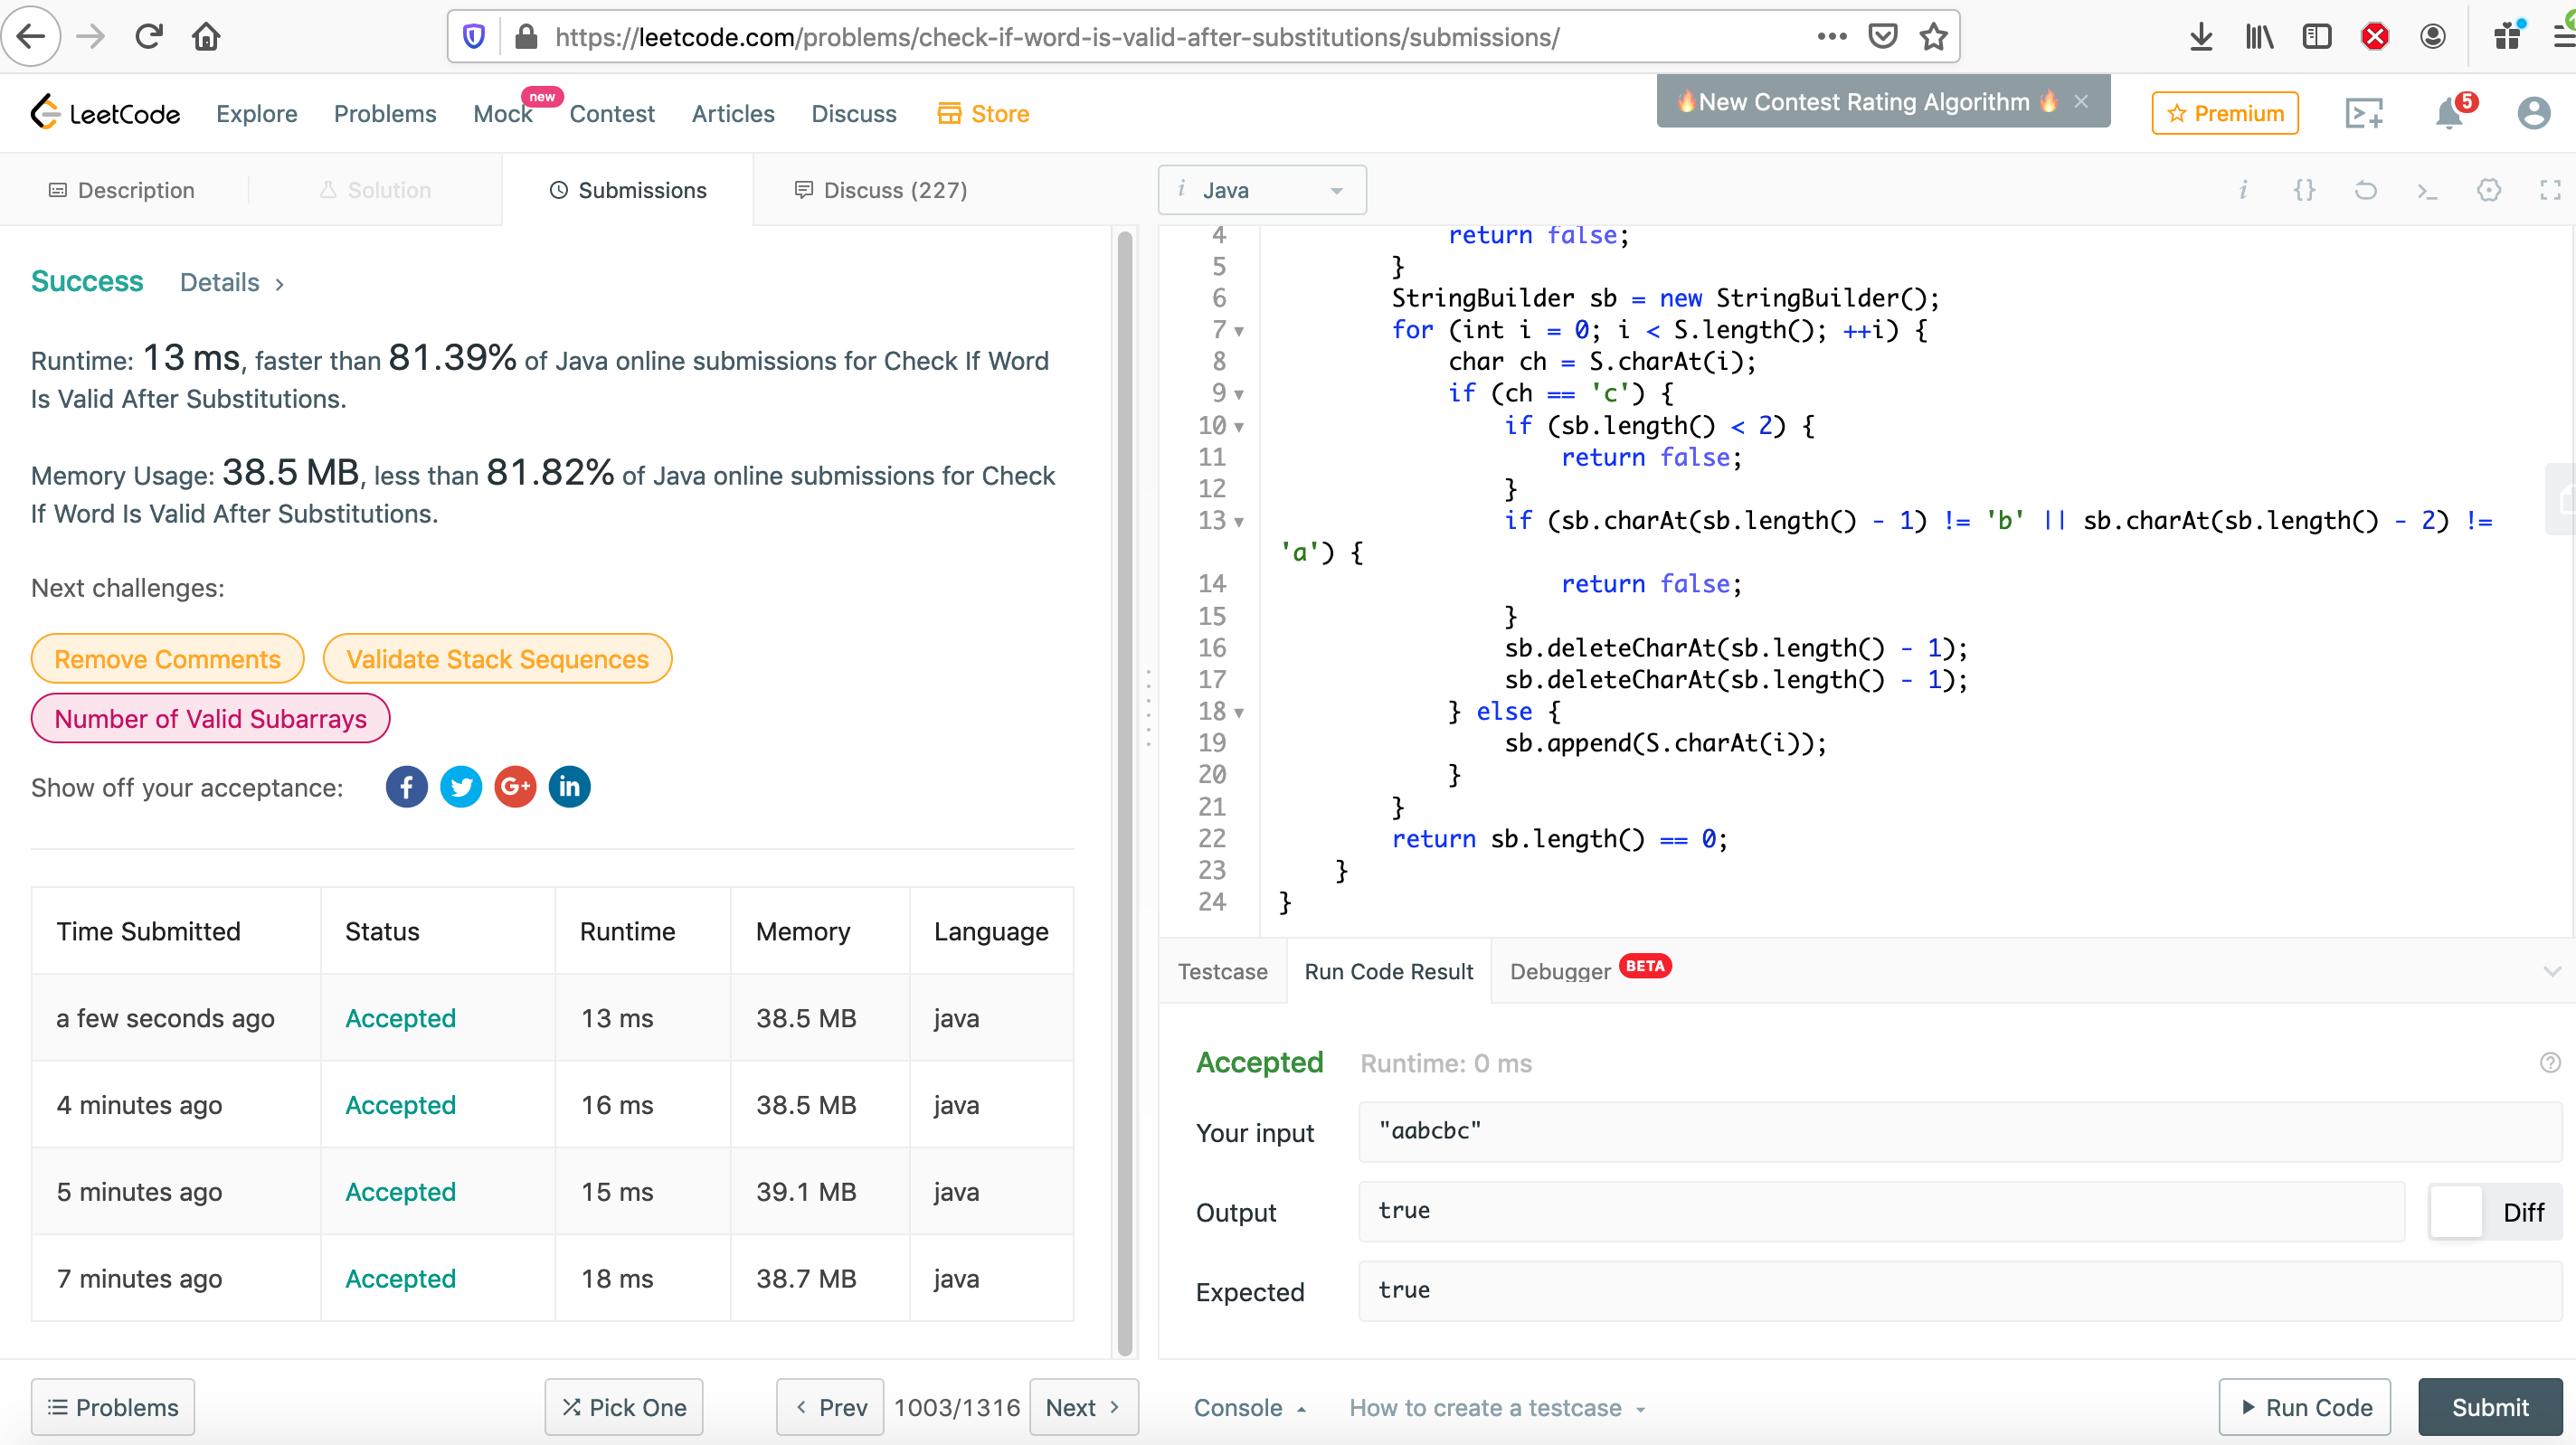 https://leetcode.com/problems/check-if-word-is-valid-after-substitutions/submissions/
LeetCode
Explore
Problems
Mock
new
Contest
Articles
Discuss
Store
🔥New Contest Rating Algorithm 🔥 ×
Premium
5
Description
Solution
Submissions
Discuss (227)
i Java
Success
Details >
Runtime: 13 ms, faster than 81.39% of Java online submissions for Check If Word
Is Valid After Substitutions.
Memory Usage: 38.5 MB, less than 81.82% of Java online submissions for Check
If Word Is Valid After Substitutions.
Next challenges:
Remove Comments
Validate Stack Sequences
Number of Valid Subarrays
Show off your acceptance:
Time Submitted Status Runtime Memory Language
a few seconds ago Accepted 13 ms 38.5 MB java
4 minutes ago Accepted 16 ms 38.5 MB java
5 minutes ago Accepted 15 ms 39.1 MB java
7 minutes ago Accepted 18 ms 38.7 MB java
Problems
Pick One
Prev
1003/1316
Next
4 return false;
5 }
6 StringBuilder sb = new StringBuilder();
7 for (int i = 0; i < S.length(); ++i) {
8 char ch = S.charAt(i);
9 if (ch == 'c') {
10 if (sb.length() < 2) {
11 return false;
12 }
13 if (sb.charAt(sb.length() - 1) != 'b' || sb.charAt(sb.length() - 2) !=
'a') {
14 return false;
15 }
16 sb.deleteCharAt(sb.length() - 1);
17 sb.deleteCharAt(sb.length() - 1);
18 } else {
19 sb.append(S.charAt(i));
20 }
21 }
22 return sb.length() == 0;
23 }
24 }
Testcase
Run Code Result
Debugger
BETA
Accepted
Runtime: 0 ms
Your input
"aabcbc"
Output
true
Diff
Expected
true
Console
How to create a testcase
Run Code
Submit